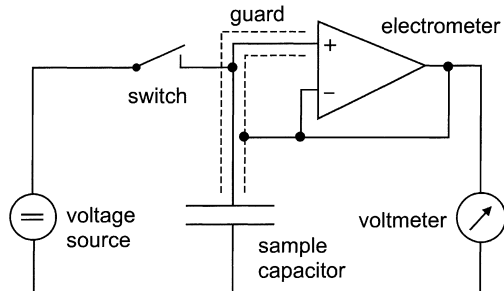 guard
electrometer
switch
+
−
voltage
source
sample
capacitor
voltmeter